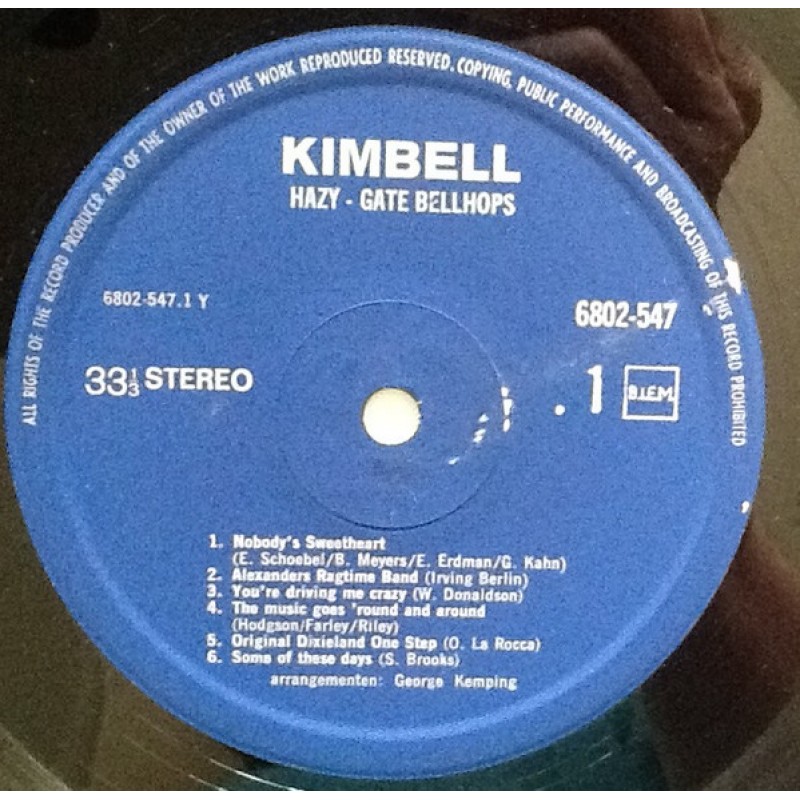 ALL RIGHTS OF THE RECORD PRODUCER AND OF THE OWNER OF THE WORK REPRODUCED RESERVED. COPYING, PUBLIC PERFORMANCE AND BROADCASTING OF THIS RECORD PROHIBITED
KIMBELL
HAZY - GATE BELLHOPS
6802-547.1 Y
6802-547
33⅓ STEREO
. 1 B.I.E.M.
1. Nobody's Sweetheart
(E. Schoebel/B. Meyers/E. Erdman/G. Kahn)
2. Alexanders Ragtime Band (Irving Berlin)
3. You're driving me crazy (W. Donaldson)
4. The music goes 'round and around
(Hodgson/Farley/Riley)
5. Original Dixieland One Step (O. La Rocca)
6. Some of these days (S. Brooks)
arrangementen: George Kemping